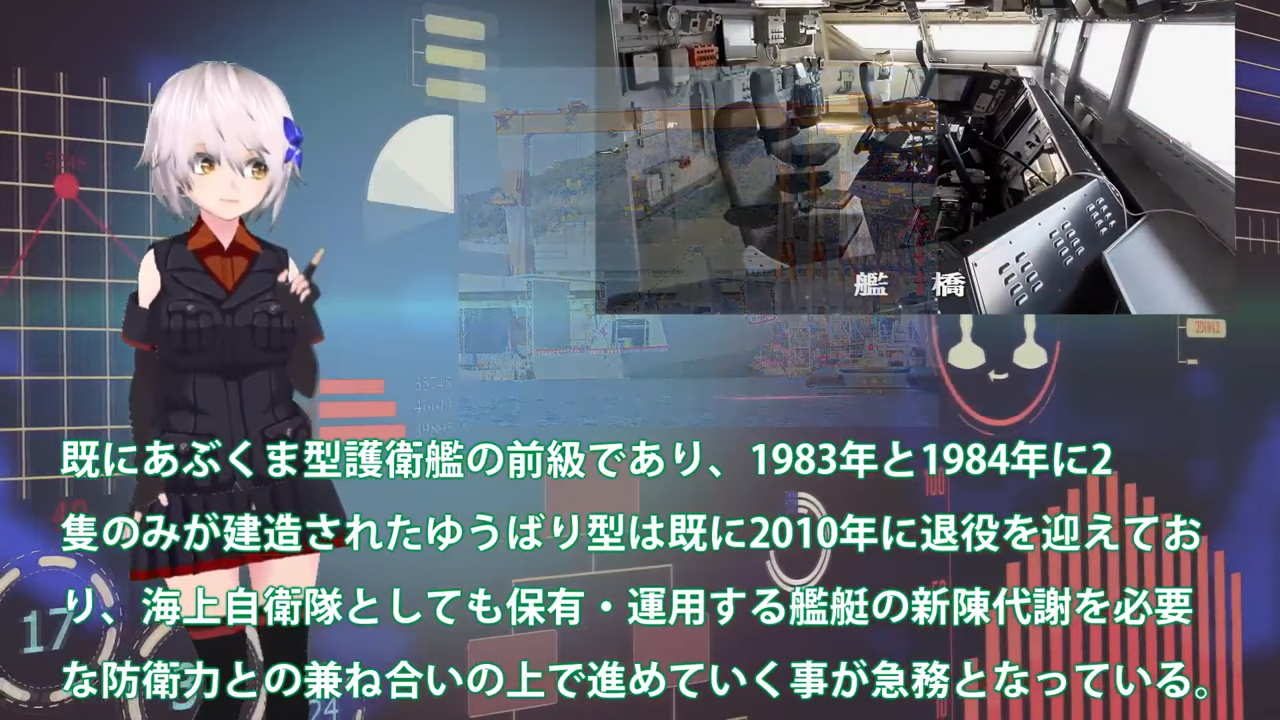 艦 橋
35745
17
24
既にあぶくま型護衛艦の前級であり、1983年と1984年に2
隻のみが建造されたゆうばり型は既に2010年に退役を迎えてお
り、海上自衛隊としても保有・運用する艦艇の新陳代謝を必要
な防衛力との兼ね合いの上で進めていく事が急務となっている。